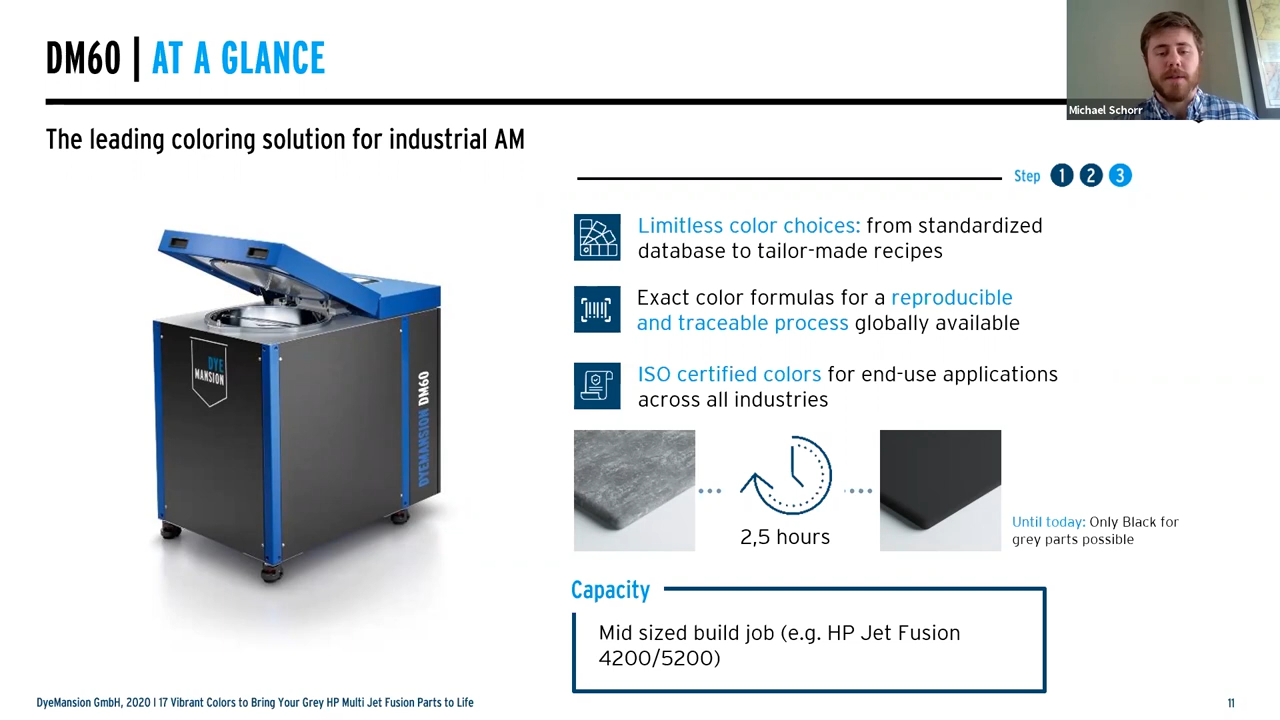 DM60 | AT A GLANCE
Michael Schorr
The leading coloring solution for industrial AM
Step 1 2 3
Limitless color choices: from standardized
database to tailor-made recipes
Exact color formulas for a reproducible
and traceable process globally available
ISO certified colors for end-use applications
across all industries
DYE
MANSION
DYEMANSION DM60
2,5 hours
Until today: Only Black for
grey parts possible
Capacity
Mid sized build job (e.g. HP Jet Fusion
4200/5200)
DyeMansion GmbH, 2020 I 17 Vibrant Colors to Bring Your Grey HP Multi Jet Fusion Parts to Life
11